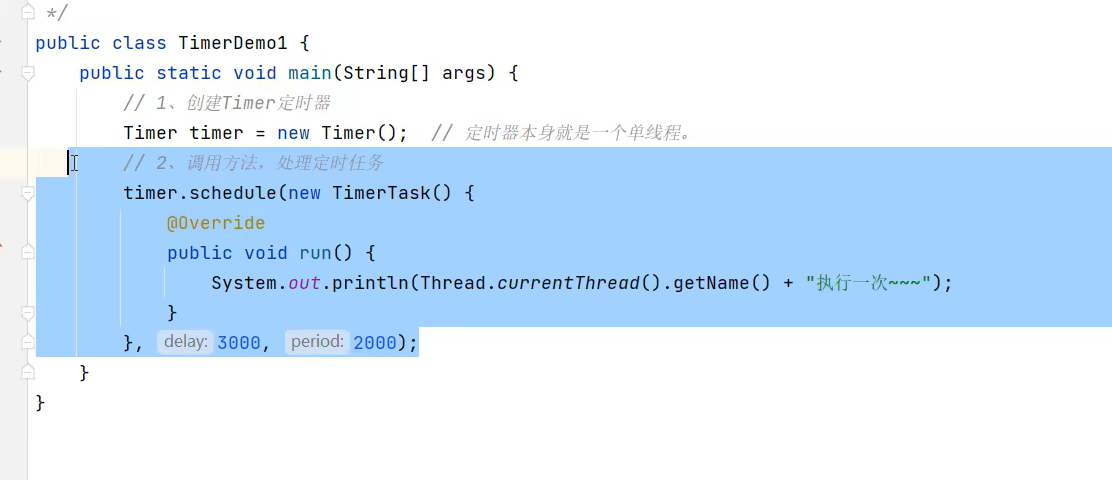 */
public class TimerDemo1 {
public static void main(String[] args) {
// 1、创建Timer定时器
Timer timer = new Timer(); // 定时器本身就是一个单线程。
// 2、调用方法，处理定时任务
timer.schedule(new TimerTask() {
@Override
public void run() {
System.out.println(Thread.currentThread().getName() + "执行一次~~~");
}
}, delay: 3000, period: 2000);
}
}